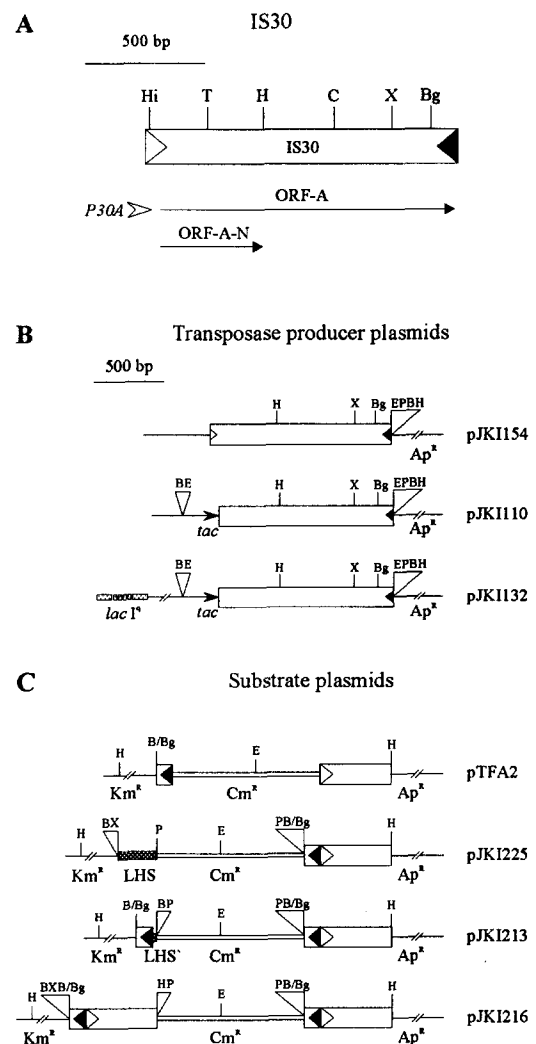 A IS30
500 bp
Hi T H C X Bg
IS30
P30A ORF-A
ORF-A-N
B Transposase producer plasmids
500 bp
H X Bg EPBH
pJKI154
Ap^R
BE H X Bg EPBH
pJKI110
tac Ap^R
BE H X Bg EPBH
pJKI132
lac I^q tac Ap^R
C Substrate plasmids
H B/Bg E H
pTFA2
Km^R Cm^R Ap^R
H BX P E PB/Bg H
pJKI225
Km^R LHS Cm^R Ap^R
H B/Bg BP E PB/Bg H
pJKI213
Km^R LHS` Cm^R Ap^R
H BXB/Bg HP E PB/Bg H
pJKI216
Km^R Cm^R Ap^R